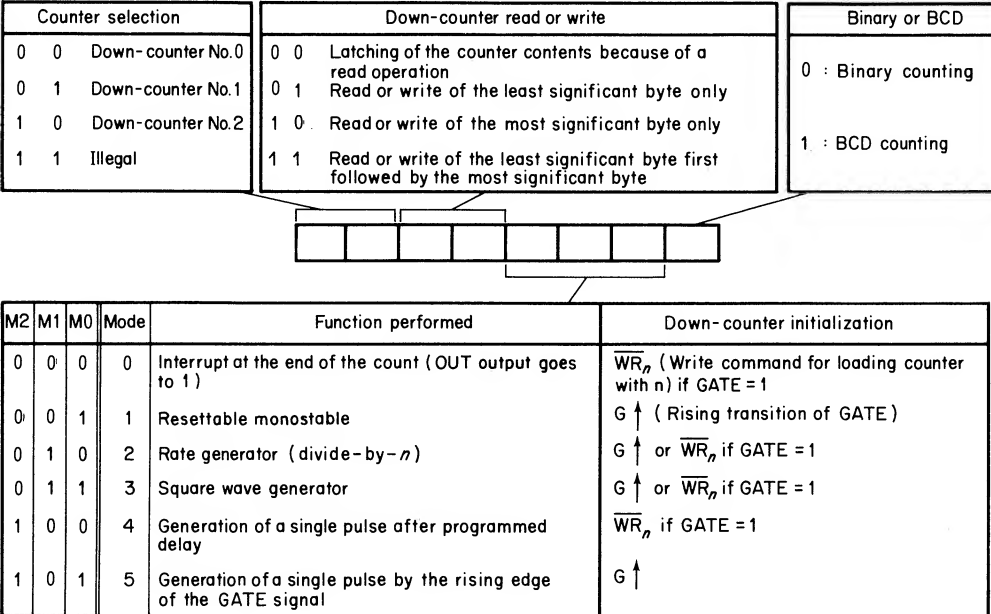 Counter selection
0 0 Down-counter No.0
0 1 Down-counter No.1
1 0 Down-counter No.2
1 1 Illegal
Down-counter read or write
0 0 Latching of the counter contents because of a
read operation
0 1 Read or write of the least significant byte only
1 0 Read or write of the most significant byte only
1 1 Read or write of the least significant byte first
followed by the most significant byte
Binary or BCD
0 : Binary counting
1 : BCD counting
M2 M1 M0 Mode Function performed Down-counter initialization
0 0 0 0 Interrupt at the end of the count (OUT output goes
to 1)
W̅R̅n (Write command for loading counter
with n) if GATE = 1
0 0 1 1 Resettable monostable G ↑ (Rising transition of GATE)
0 1 0 2 Rate generator (divide-by-n) G ↑ or W̅R̅n if GATE = 1
0 1 1 3 Square wave generator G ↑ or W̅R̅n if GATE = 1
1 0 0 4 Generation of a single pulse after programmed
delay
W̅R̅n if GATE = 1
1 0 1 5 Generation of a single pulse by the rising edge
of the GATE signal
G ↑